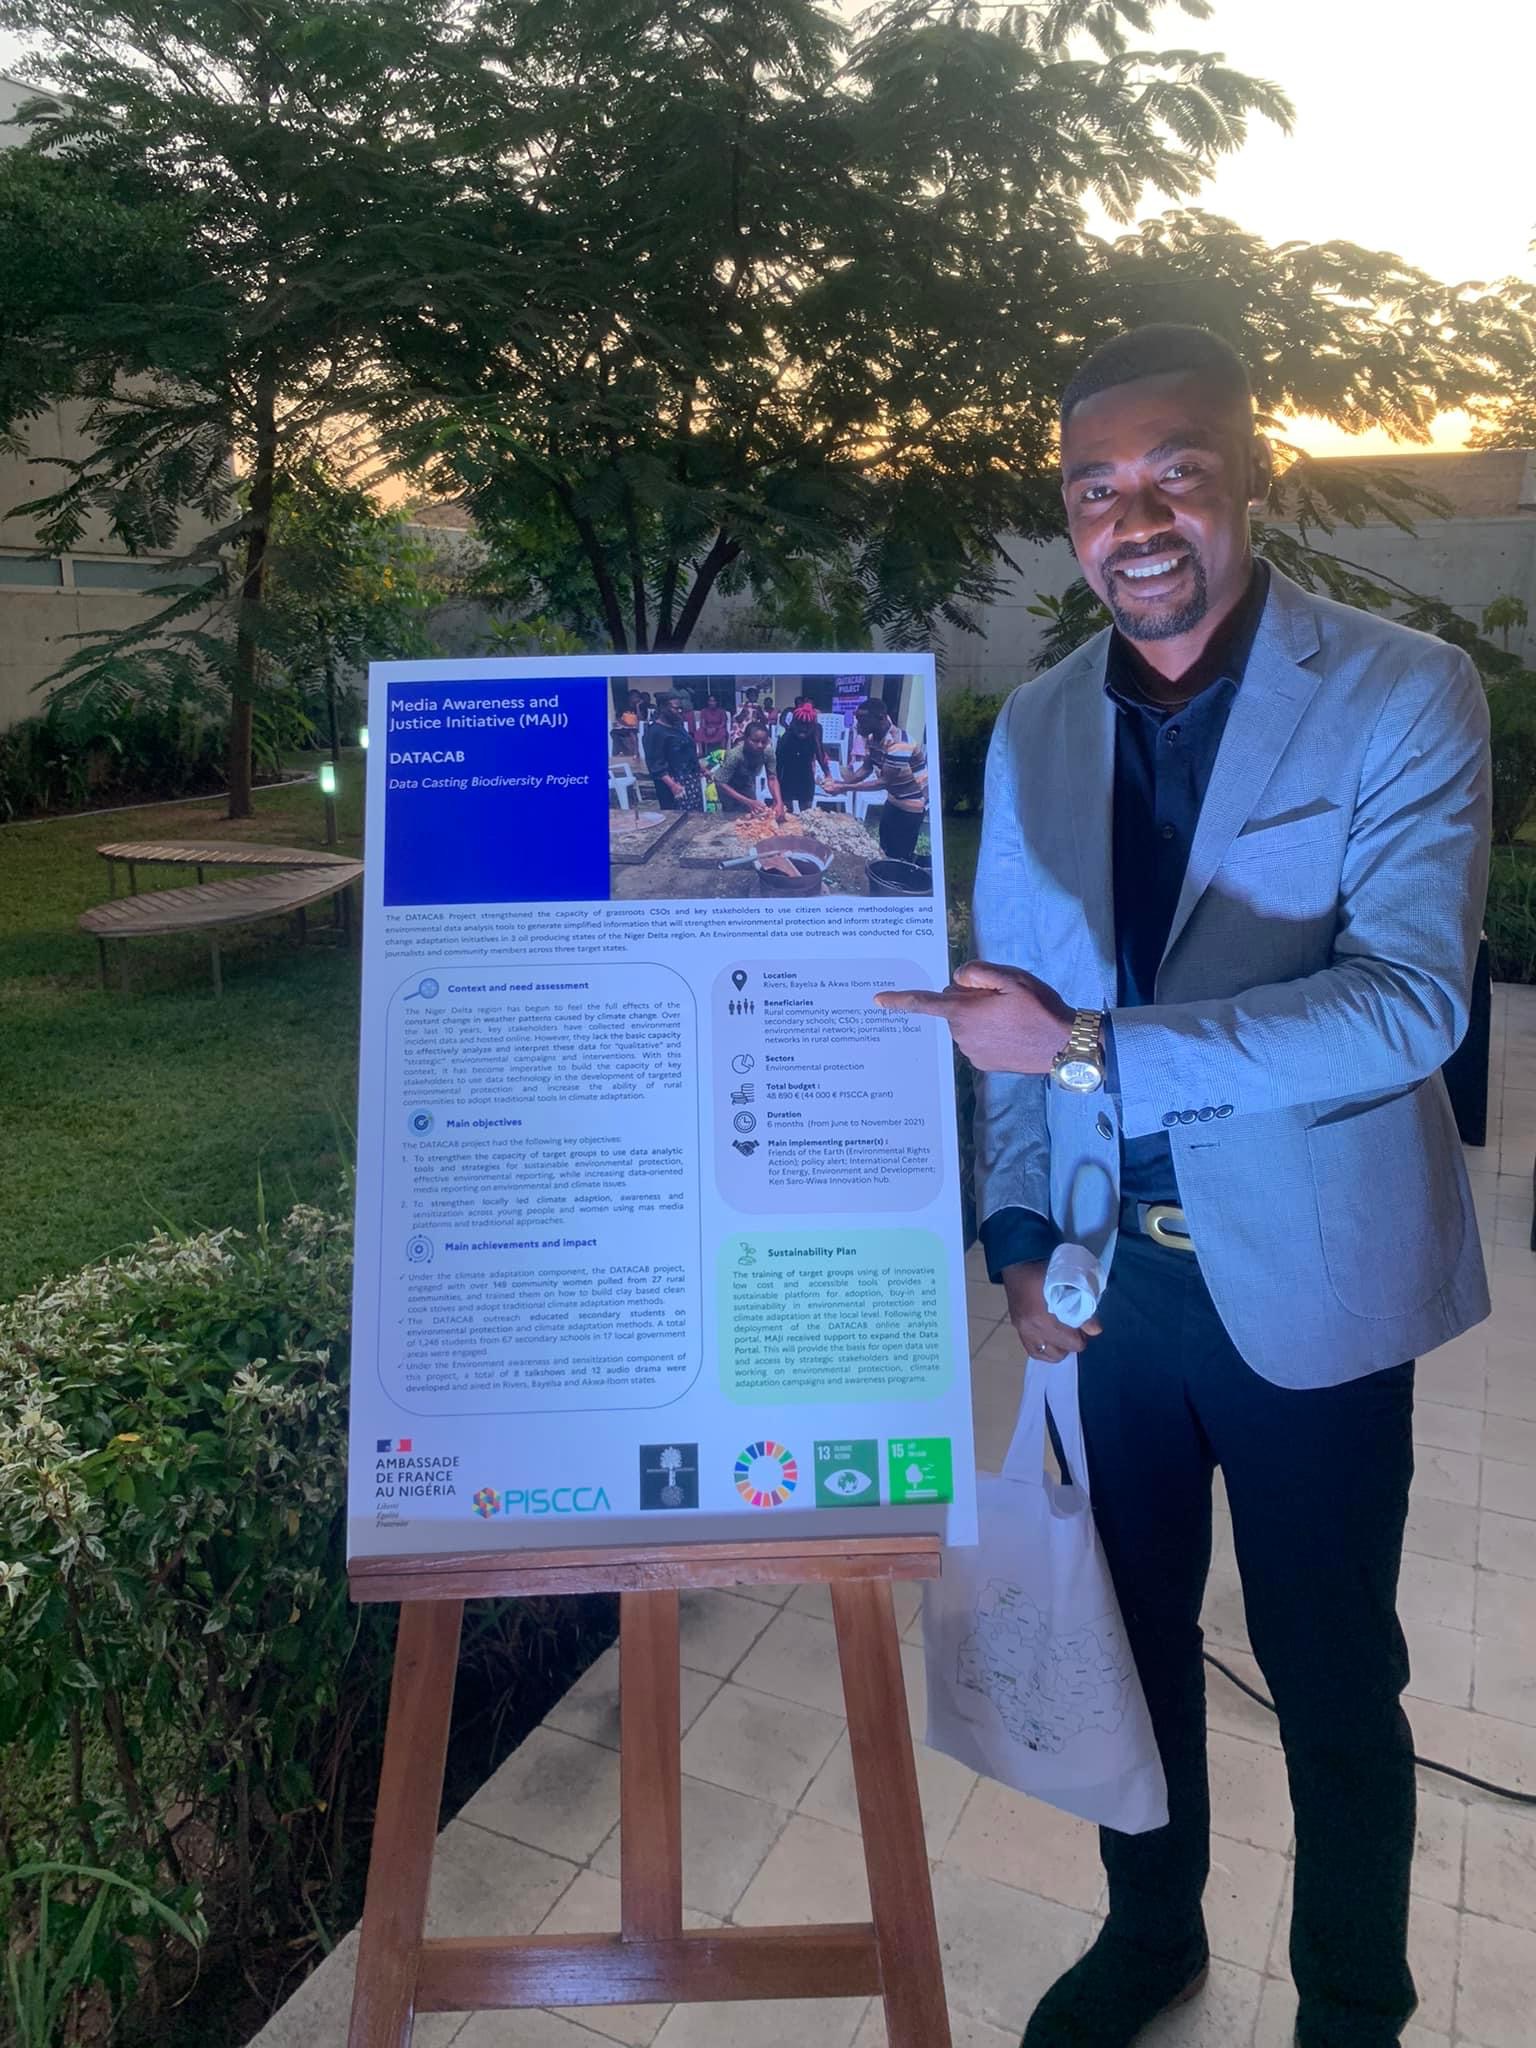 Media Awareness and
Justice Initiative (MAJI)
DATACAB
Data Casting Biodiversity Project
(DATACAB)
PROJECT
The DATACAB Project strengthened the capacity of grassroots CSOs and key stakeholders to use citizen science methodologies and
environmental data analysis tools to generate simplified information that will strengthen environmental protection and inform strategic climate
change adaptation initiatives in 3 oil producing states of the Niger Delta region. An Environmental data use outreach was conducted for CSO,
journalists and community members across three target states.
Context and need assessment
The Niger Delta region has begun to feel the full effects of the
constant change in weather patterns caused by climate change. Over
the last 10 years, key stakeholders have collected environment
incident data and hosted online. However, they lack the basic capacity
to effectively analyze and interpret these data for "qualitative" and
"strategic" environmental campaigns and interventions. With this
context, it has become imperative to build the capacity of key
stakeholders to use data technology in the development of targeted
environmental protection and increase the ability of rural
communities to adopt traditional tools in climate adaptation.
Main objectives
The DATACAB project had the following key objectives:
1. To strengthen the capacity of target groups to use data analytic
tools and strategies for sustainable environmental protection,
effective environmental reporting, while increasing data-oriented
media reporting on environmental and climate issues.
2. To strengthen locally led climate adaption, awareness and
sensitization across young people and women using mas media
platforms and traditional approaches.
Main achievements and impact
✓ Under the climate adaptation component, the DATACAB project,
engaged with over 149 community women pulled from 27 rural
communities, and trained them on how to build clay based clean
cook stoves and adopt traditional climate adaptation methods.
✓ The DATACAB outreach educated secondary students on
environmental protection and climate adaptation methods. A total
of 1,248 students from 67 secondary schools in 17 local government
areas were engaged.
✓ Under the Environment awareness and sensitization component of
this project, a total of 8 talkshows and 12 audio drama were
developed and aired in Rivers, Bayelsa and Akwa-Ibom states.
Location
Rivers, Bayelsa & Akwa Ibom states
Beneficiaries
Rural community women; young
secondary schools; CSOs ; community
environmental network; journalists ; local
networks in rural communities
Sectors
Environmental protection
Total budget :
48 890 € (44 000 € PISCCA grant)
Duration
6 months (from June to November 2021)
Main implementing partner(s) :
Friends of the Earth (Environmental Rights
Action); policy alert; International Center
for Energy, Environment and Development;
Ken Saro-Wiwa Innovation hub.
Sustainability Plan
The training of target groups using of innovative
low cost and accessible tools provides a
sustainable platform for adoption, buy-in and
sustainability in environmental protection and
climate adaptation at the local level. Following the
deployment of the DATACAB online analysis
portal, MAJI received support to expand the Data
Portal. This will provide the basis for open data use
and access by strategic stakeholders and groups
working on environmental protection, climate
adaptation campaigns and awareness programs.
AMBASSADE
DE FRANCE
AU NIGÉRIA
Liberté
Égalité
Fraternité
PISCCA
13 CLIMATE
ACTION
15 LIFE
ON LAND